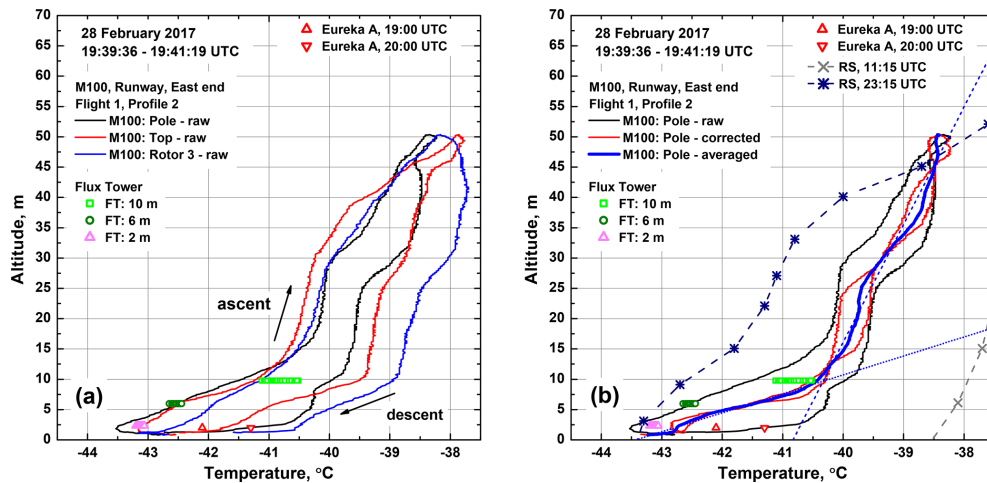 28 February 2017
19:39:36 - 19:41:19 UTC
Eureka A, 19:00 UTC
Eureka A, 20:00 UTC
M100, Runway, East end
Flight 1, Profile 2
M100: Pole - raw
M100: Top - raw
M100: Rotor 3 - raw
Flux Tower
FT: 10 m
FT: 6 m
FT: 2 m
ascent
descent
(a)
Altitude, m
70
65
60
55
50
45
40
35
30
25
20
15
10
5
0
-44 -43 -42 -41 -40 -39 -38
Temperature, °C
28 February 2017
19:39:36 - 19:41:19 UTC
Eureka A, 19:00 UTC
Eureka A, 20:00 UTC
RS, 11:15 UTC
RS, 23:15 UTC
M100, Runway, East end
Flight 1, Profile 2
M100: Pole - raw
M100: Pole - corrected
M100: Pole - averaged
Flux Tower
FT: 10 m
FT: 6 m
FT: 2 m
(b)
Altitude, m
70
65
60
55
50
45
40
35
30
25
20
15
10
5
0
-44 -43 -42 -41 -40 -39 -38
Temperature, °C